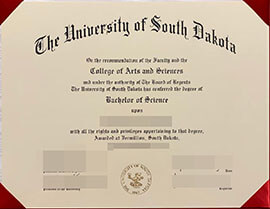 The University of South Dakota
On the recommendation of the Faculty and the
College of Arts and Sciences
and under the authority of The Board of Regents
The University of South Dakota has conferred the degree of
Bachelor of Science
upon
with all the rights and privileges appertaining to that degree.
Awarded at Vermillion, South Dakota,